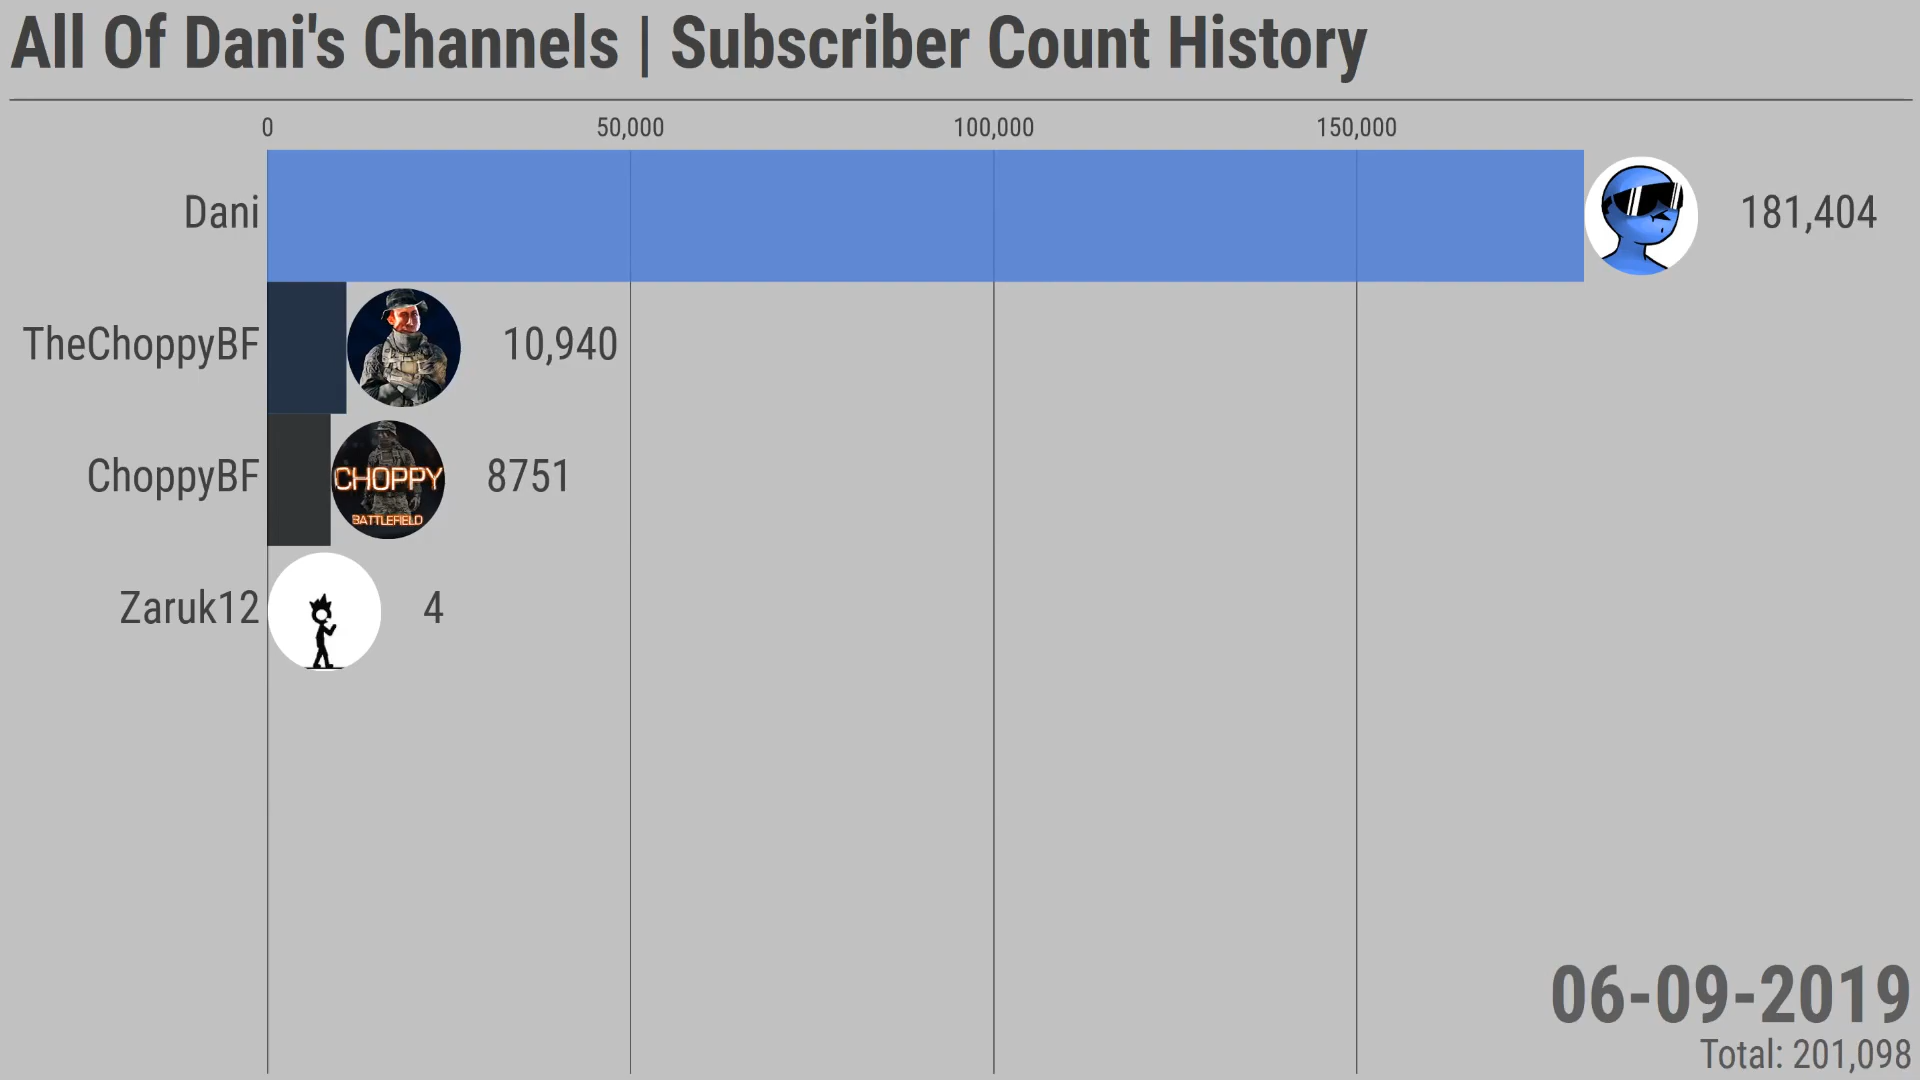 All Of Dani's Channels | Subscriber Count History
0 50,000 100,000 150,000
Dani 181,404
TheChoppyBF 10,940
ChoppyBF CHOPPY BATTLEFIELD 8751
Zaruk12 4
06-09-2019
Total: 201,098